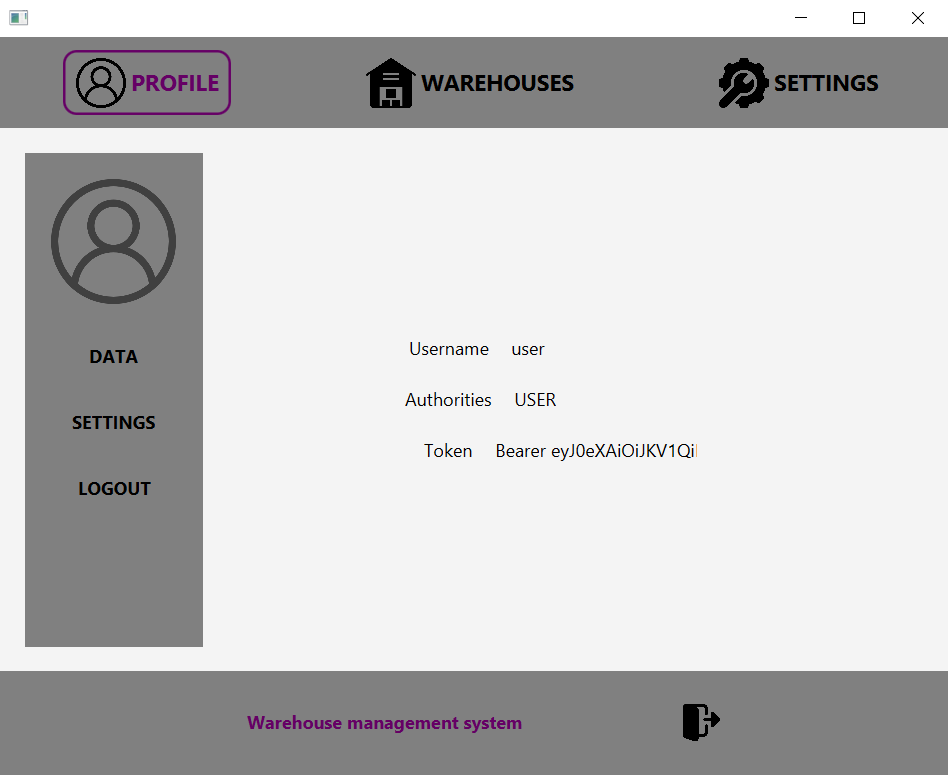 PROFILE WAREHOUSES SETTINGS
DATA
SETTINGS
LOGOUT
Username user
Authorities USER
Token Bearer eyJ0eXAiOiJKV1Qi
Warehouse management system